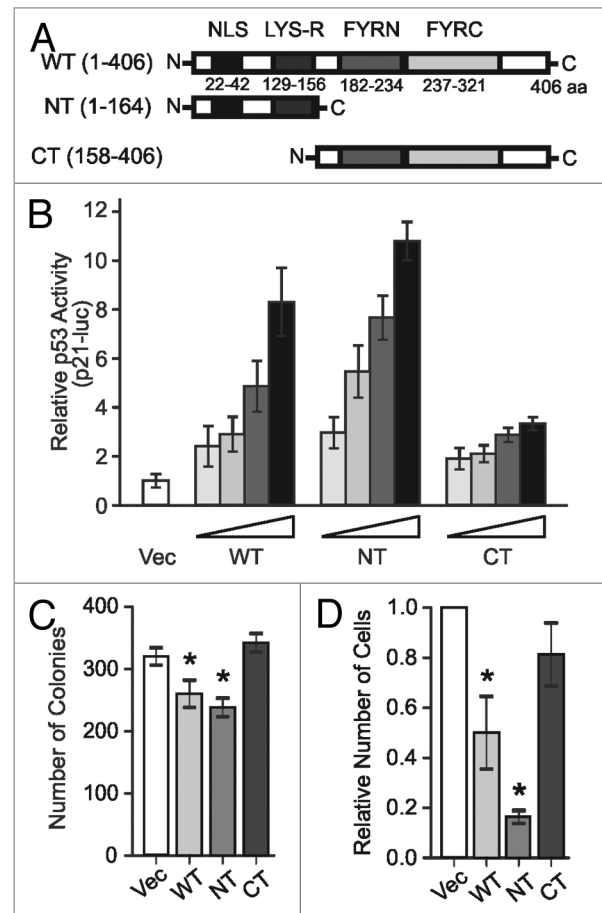 A
NLS LYS-R FYRN FYRC
WT (1-406) N C
22-42 129-156 182-234 237-321 406 aa
NT (1-164) N C
CT (158-406) N C
B
Relative p53 Activity
(p21-luc)
12
10
8
6
4
2
0
Vec WT NT CT
C
Number of Colonies
400
300
200
100
0
* *
Vec WT NT CT
D
Relative Number of Cells
1.0
0.8
0.6
0.4
0.2
0.0
* *
Vec WT NT CT